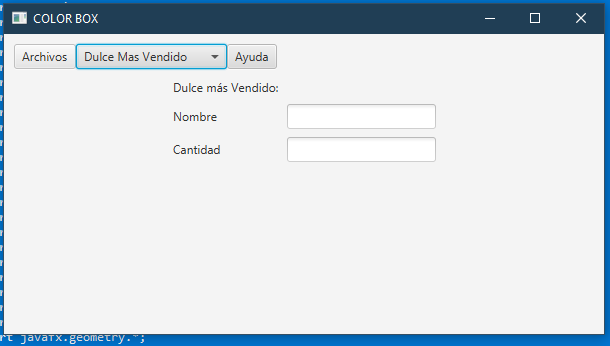 COLOR BOX
Archivos Dulce Mas Vendido Ayuda
Dulce más Vendido:
Nombre
Cantidad
rt javafx.geometry.*;